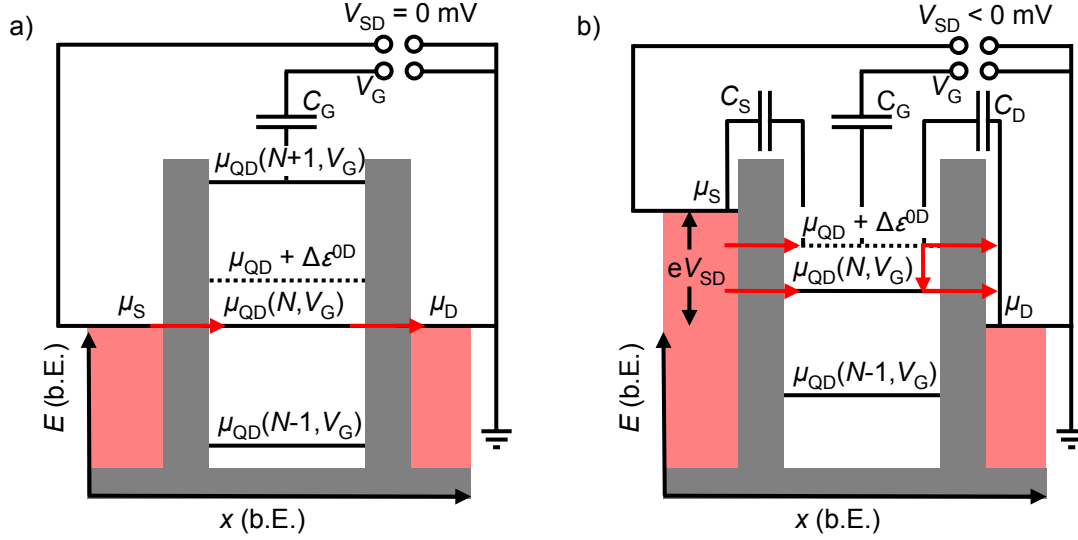 a)
V_SD = 0 mV
V_G
C_G
μ_QD(N+1,V_G)
μ_QD + Δε^0D
μ_S
μ_QD(N,V_G)
μ_D
μ_QD(N-1,V_G)
E (b.E.)
x (b.E.)
b)
V_SD < 0 mV
V_G
C_S
C_G
C_D
μ_S
μ_QD + Δε^0D
eV_SD
μ_QD(N,V_G)
μ_D
μ_QD(N-1,V_G)
E (b.E.)
x (b.E.)